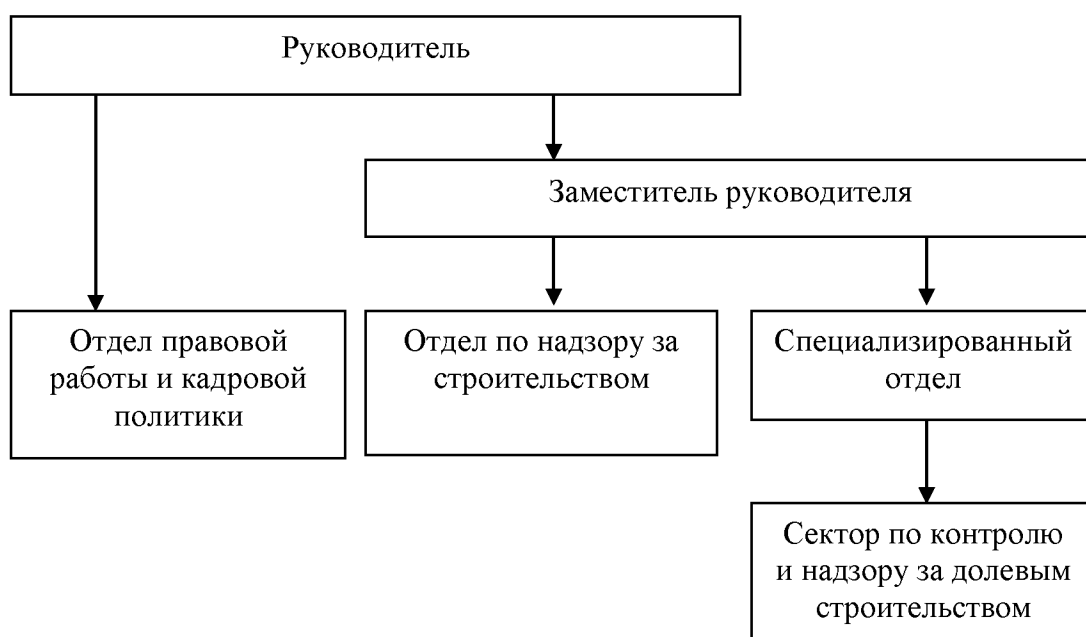 Руководитель
Заместитель руководителя
Отдел правовой
работы и кадровой
политики
Отдел по надзору за
строительством
Специализированный
отдел
Сектор по контролю
и надзору за долевым
строительством